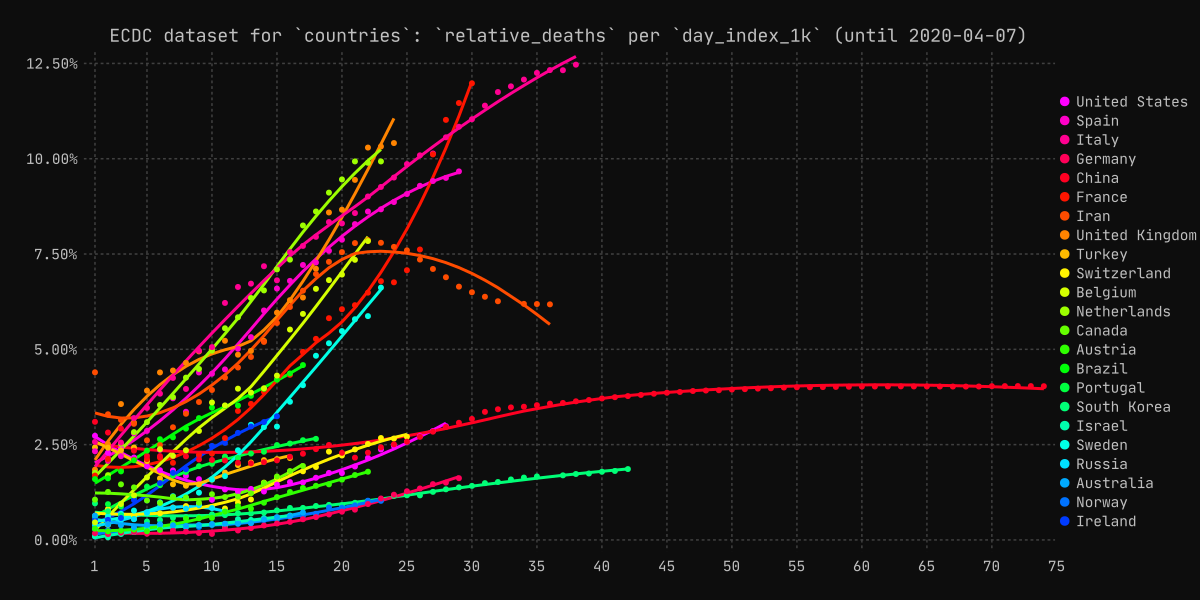 ECDC dataset for `countries`: `relative_deaths` per `day_index_1k` (until 2020-04-07)
12.50%
10.00%
7.50%
5.00%
2.50%
0.00%
1 5 10 15 20 25 30 35 40 45 50 55 60 65 70 75
United States
Spain
Italy
Germany
China
France
Iran
United Kingdom
Turkey
Switzerland
Belgium
Netherlands
Canada
Austria
Brazil
Portugal
South Korea
Israel
Sweden
Russia
Australia
Norway
Ireland